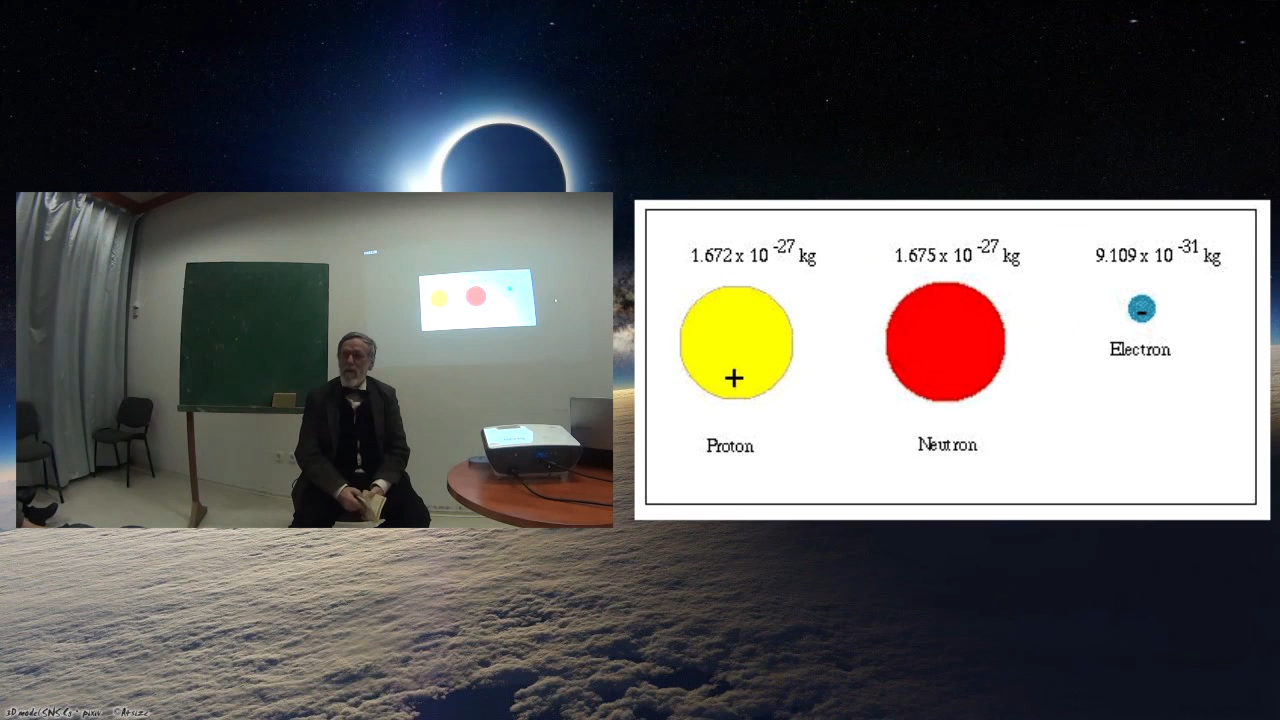 1.672 x 10 -27 kg
1.675 x 10 -27 kg
9.109 x 10 -31 kg
+
-
Electron
Proton
Neutron